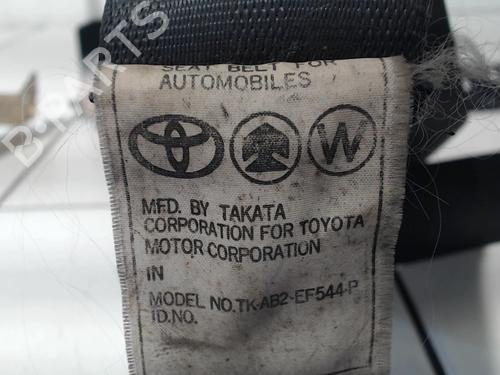 B-PARTS
SEAT BELT FOR
AUTOMOBILES
W
MFD. BY TAKATA
CORPORATION FOR TOYOTA
MOTOR CORPORATION
IN
MODEL NO.TK-AB2-EF544-P
ID.NO.